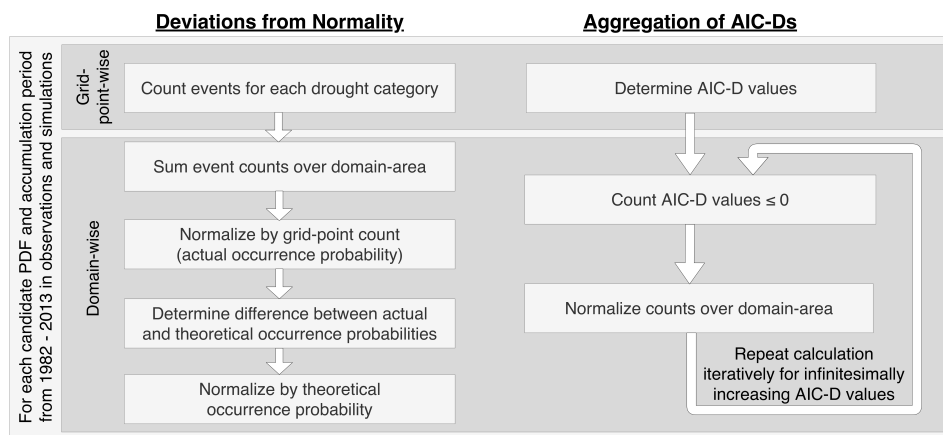 Deviations from Normality
Aggregation of AIC-Ds
For each candidate PDF and accumulation period
from 1982 - 2013 in observations and simulations
Grid-
point-wise
Count events for each drought category
Determine AIC-D values
Domain-wise
Sum event counts over domain-area
Normalize by grid-point count
(actual occurrence probability)
Determine difference between actual
and theoretical occurrence probabilities
Normalize by theoretical
occurrence probability
Count AIC-D values ≤ 0
Normalize counts over domain-area
Repeat calculation
iteratively for infinitesimally
increasing AIC-D values